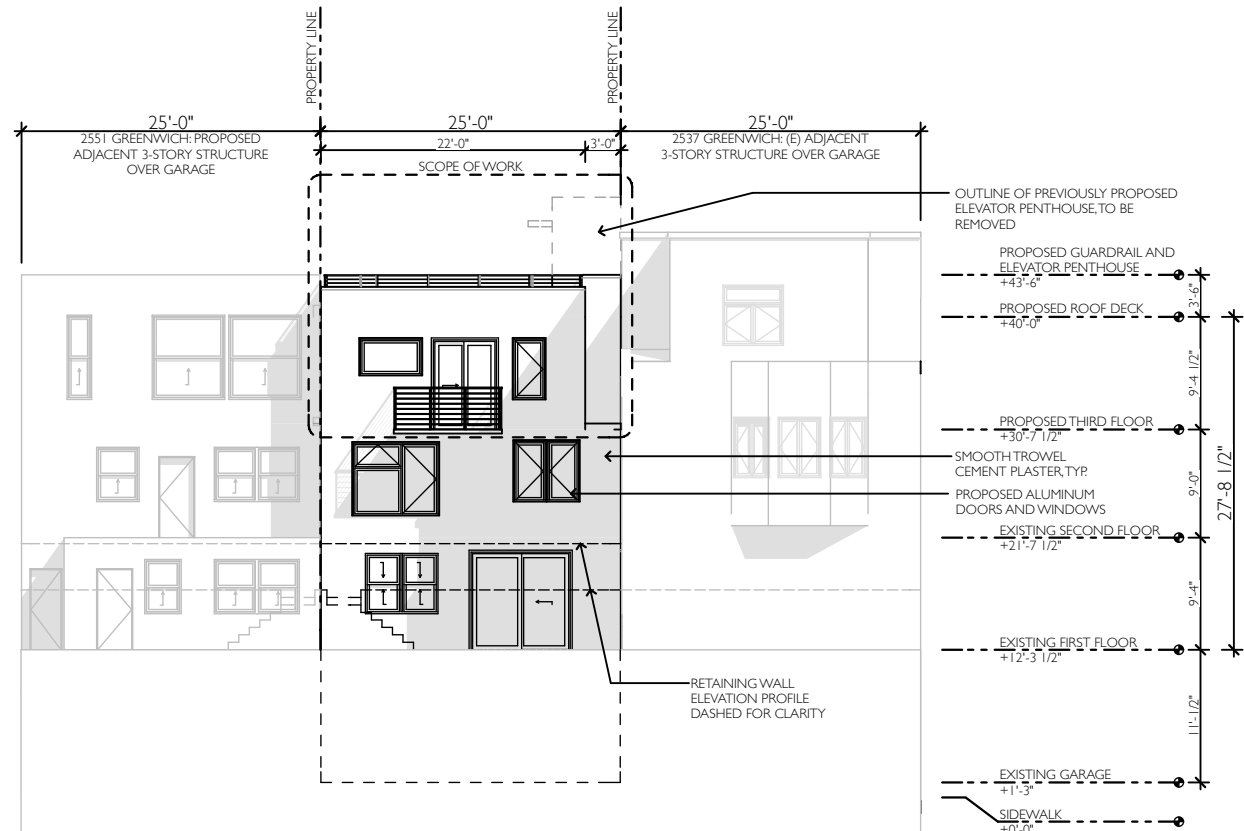 PROPERTY LINE
PROPERTY LINE
25'-0"
25'-0"
25'-0"
2551 GREENWICH: PROPOSED
ADJACENT 3-STORY STRUCTURE
OVER GARAGE
22'-0"
3'-0"
2537 GREENWICH: (E) ADJACENT
3-STORY STRUCTURE OVER GARAGE
SCOPE OF WORK
OUTLINE OF PREVIOUSLY PROPOSED
ELEVATOR PENTHOUSE, TO BE
REMOVED
PROPOSED GUARDRAIL AND
ELEVATOR PENTHOUSE
+43'-6"
3'-6"
PROPOSED ROOF DECK
+40'-0"
9'-4 1/2"
PROPOSED THIRD FLOOR
+30'-7 1/2"
SMOOTH TROWEL
CEMENT PLASTER, TYP.
9'-0"
27'-8 1/2"
PROPOSED ALUMINUM
DOORS AND WINDOWS
EXISTING SECOND FLOOR
+21'-7 1/2"
9'-4"
EXISTING FIRST FLOOR
+12'-3 1/2"
RETAINING WALL
ELEVATION PROFILE
DASHED FOR CLARITY
11'-1/2"
EXISTING GARAGE
+1'-3"
SIDEWALK
+0'-0"